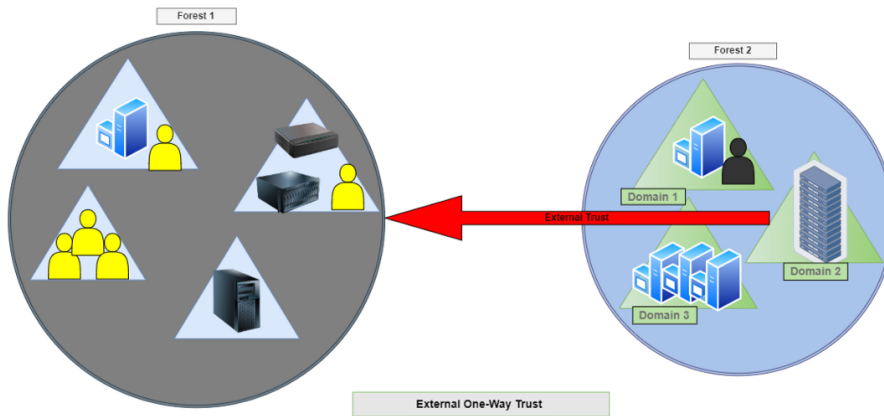 Forest 1
Forest 2
Domain 1
External Trust
Domain 2
Domain 3
External One-Way Trust